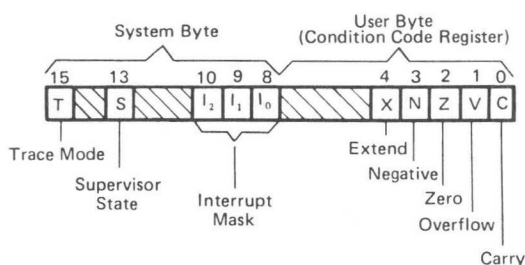 System Byte
User Byte
(Condition Code Register)
15 13 10 9 8 4 3 2 1 0
T S I2 I1 I0 X N Z V C
Trace Mode
Supervisor
State
Interrupt
Mask
Extend
Negative
Zero
Overflow
Carry